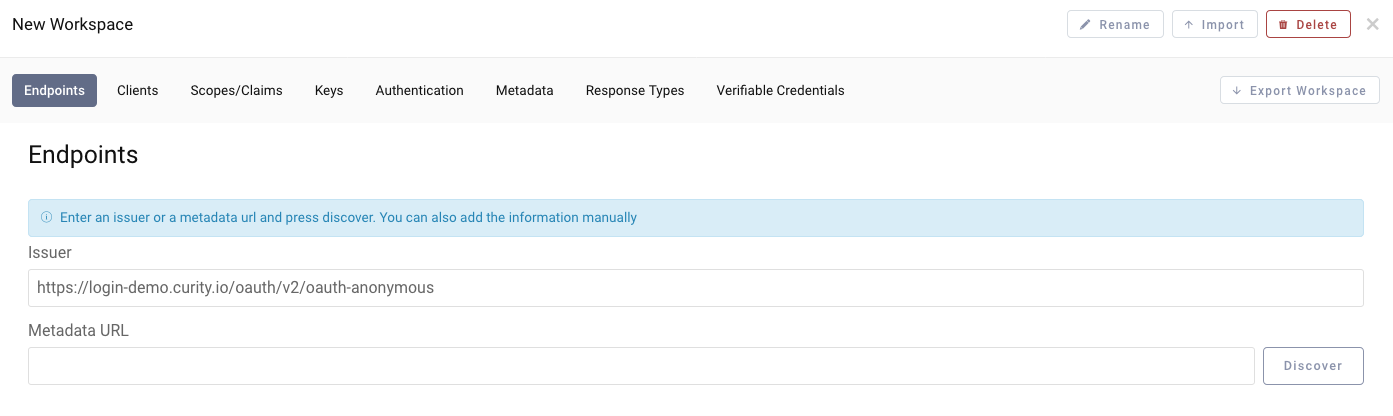 New Workspace
Rename
Import
Delete
Endpoints
Clients
Scopes/Claims
Keys
Authentication
Metadata
Response Types
Verifiable Credentials
Export Workspace
Endpoints
Enter an issuer or a metadata url and press discover. You can also add the information manually
Issuer
https://login-demo.curity.io/oauth/v2/oauth-anonymous
Metadata URL
Discover